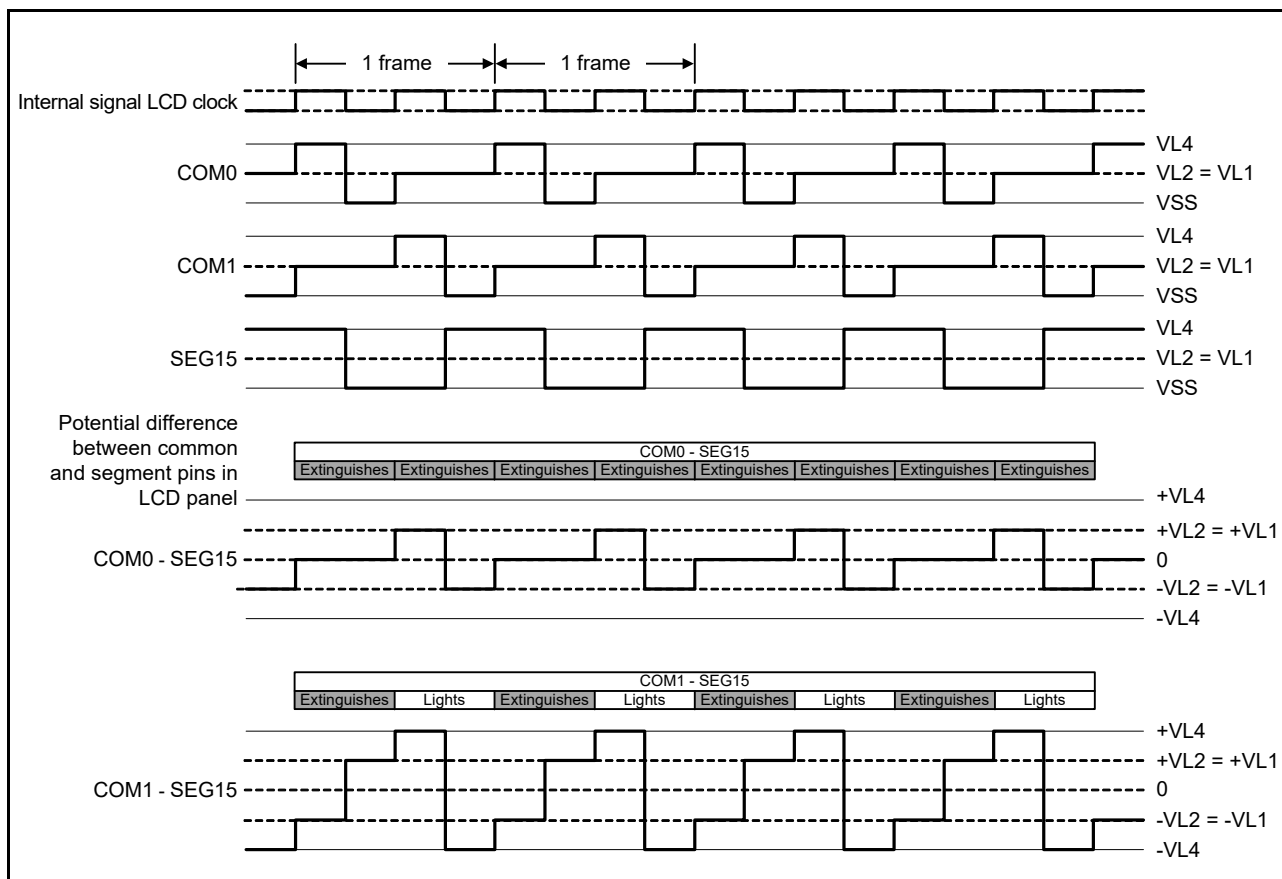 1 frame 1 frame
Internal signal LCD clock
COM0
VL4
VL2 = VL1
VSS
COM1
VL4
VL2 = VL1
VSS
SEG15
VL4
VL2 = VL1
VSS
Potential difference
between common
and segment pins in
LCD panel
COM0 - SEG15
Extinguishes Extinguishes Extinguishes Extinguishes Extinguishes Extinguishes Extinguishes Extinguishes
COM0 - SEG15
+VL4
+VL2 = +VL1
0
-VL2 = -VL1
-VL4
COM1 - SEG15
Extinguishes Lights Extinguishes Lights Extinguishes Lights Extinguishes Lights
COM1 - SEG15
+VL4
+VL2 = +VL1
0
-VL2 = -VL1
-VL4